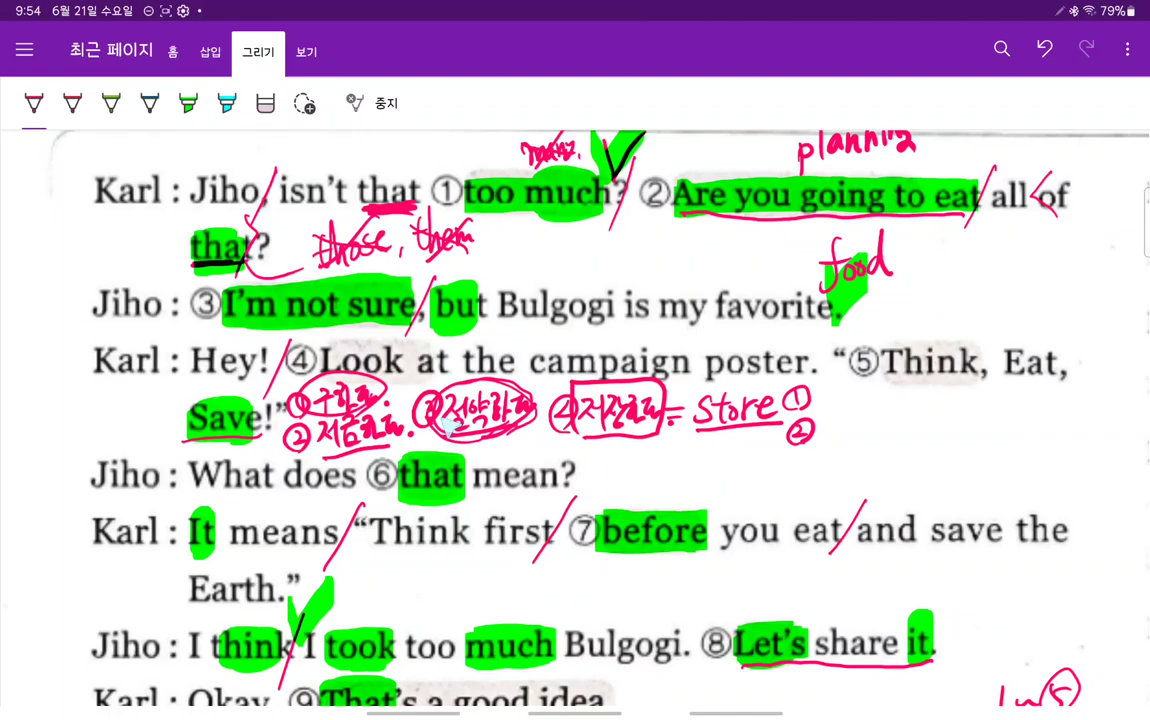 9:54 6월 21일 수요일 79%
최근 페이지 홈 삽입 그리기 보기
중지
planning
Karl : Jiho, isn't that ①too much? ②Are you going to eat all of
that? those, them
food
Jiho : ③I'm not sure, but Bulgogi is my favorite.
Karl : Hey! ④Look at the campaign poster. “⑤Think, Eat,
Save!” ①구하다. ③절약하다 ④저장하다 = store ①
②저금하다. ②
Jiho : What does ⑥that mean?
Karl : It means “Think first ⑦before you eat and save the
Earth.”
Jiho : I think I took too much Bulgogi. ⑧Let's share it.
Karl : Okay. ⑨That's a good idea.